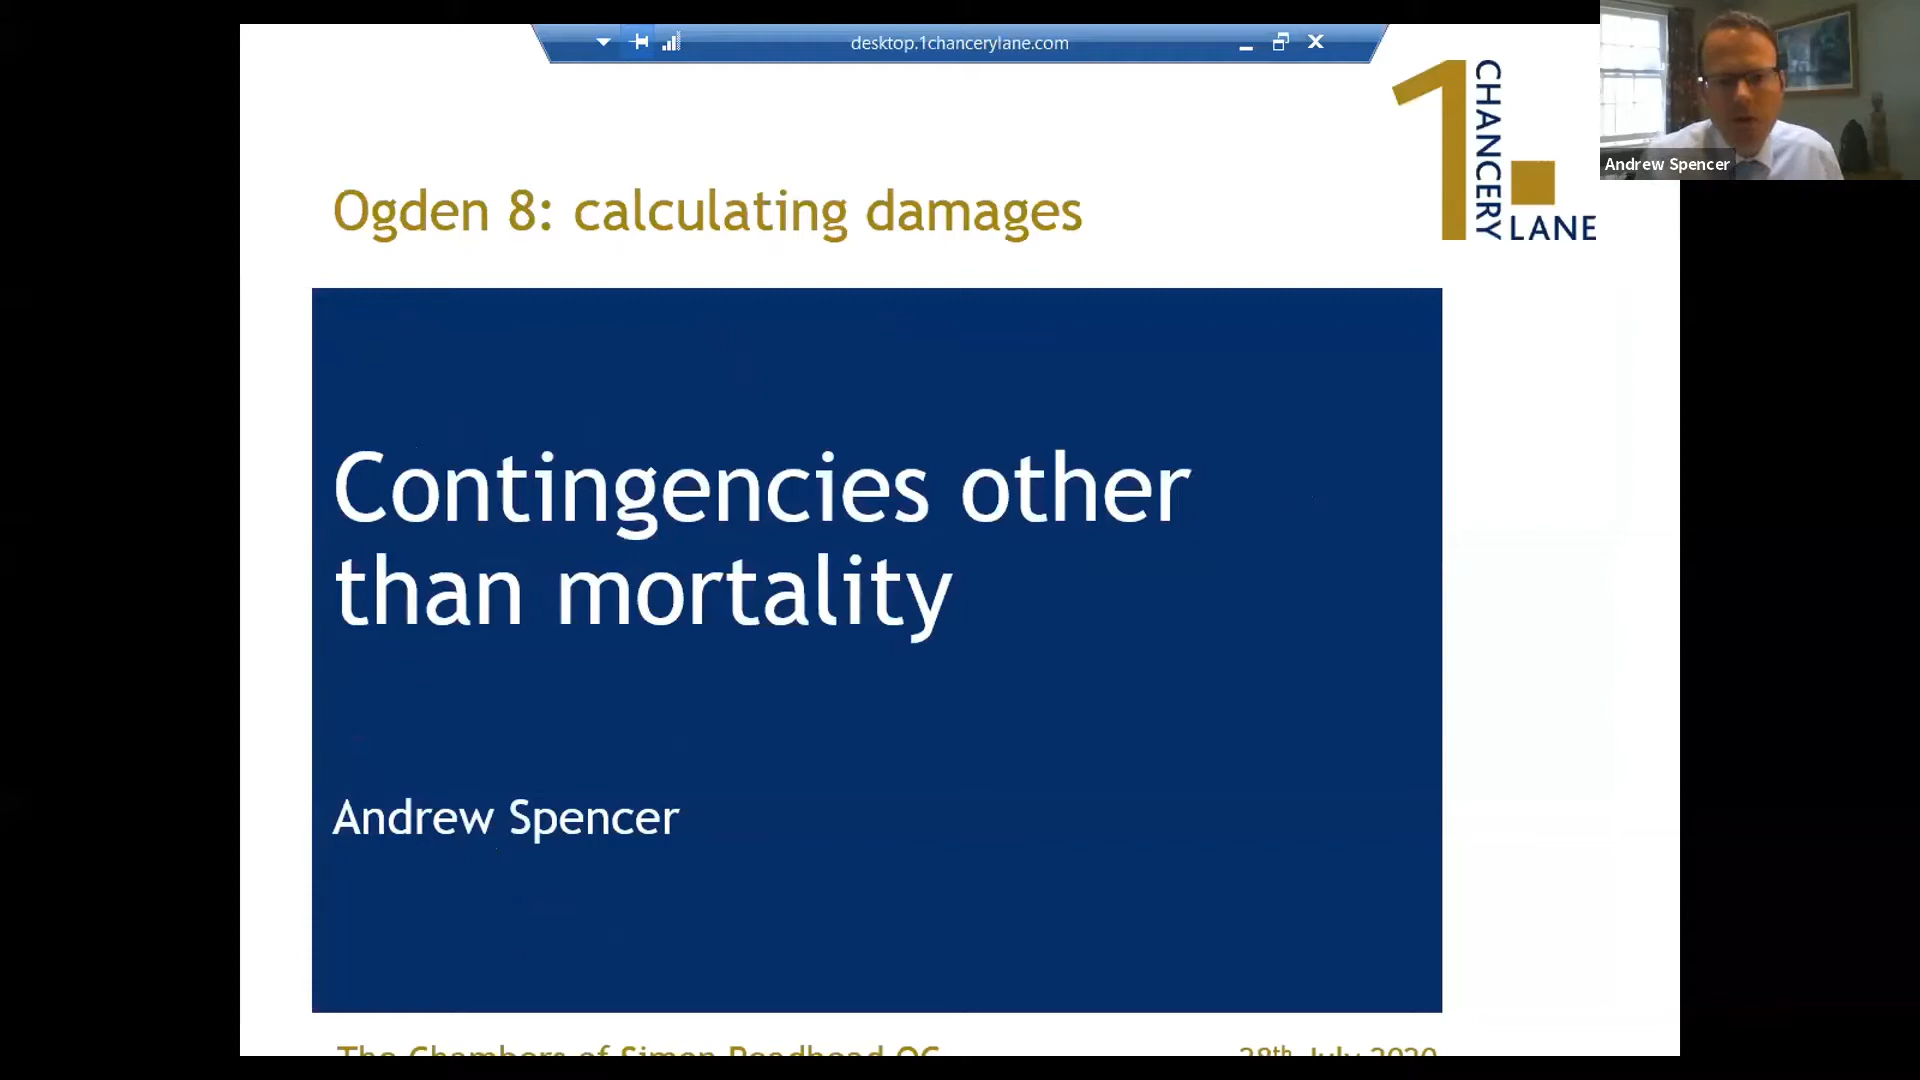 desktop.1chancerylane.com
1 CHANCERY LANE
Andrew Spencer
Ogden 8: calculating damages
Contingencies other
than mortality
Andrew Spencer
The Chambers of Simon Readhead QC
28th July 2020